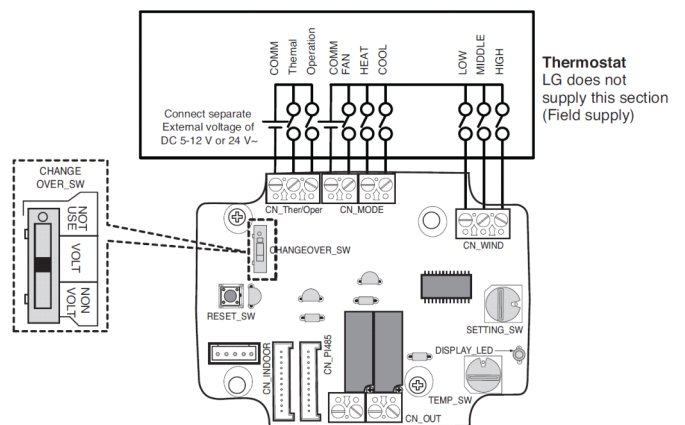 COMM
Thermal
Operation
COMM
FAN
HEAT
COOL
LOW
MIDDLE
HIGH
Thermostat
LG does not
supply this section
(Field supply)
Connect separate
External voltage of
DC 5-12 V or 24 V~
CHANGE
OVER_SW
NOT
USE
VOLT
NON
VOLT
CN_Ther/Oper
CN_MODE
CN_WIND
CHANGEOVER_SW
RESET_SW
SETTING_SW
DISPLAY_LED
CN_INDOOR
CN_PI485
TEMP_SW
CN_OUT